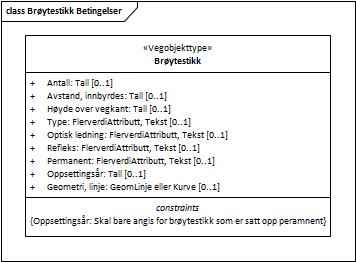 class Brøytestikk Betingelser
«Vegobjekttype»
Brøytestikk
+ Antall: Tall [0..1]
+ Avstand, innbyrdes: Tall [0..1]
+ Høyde over vegkant: Tall [0..1]
+ Type: FlerverdiAttributt, Tekst [0..1]
+ Optisk ledning: FlerverdiAttributt, Tekst [0..1]
+ Refleks: FlerverdiAttributt, Tekst [0..1]
+ Permanent: FlerverdiAttributt, Tekst [0..1]
+ Oppsettingsår: Tall [0..1]
+ Geometri, linje: GeomLinje eller Kurve [0..1]
constraints
{Oppsettingsår: Skal bare angis for brøytestikk som er satt opp peramnent}